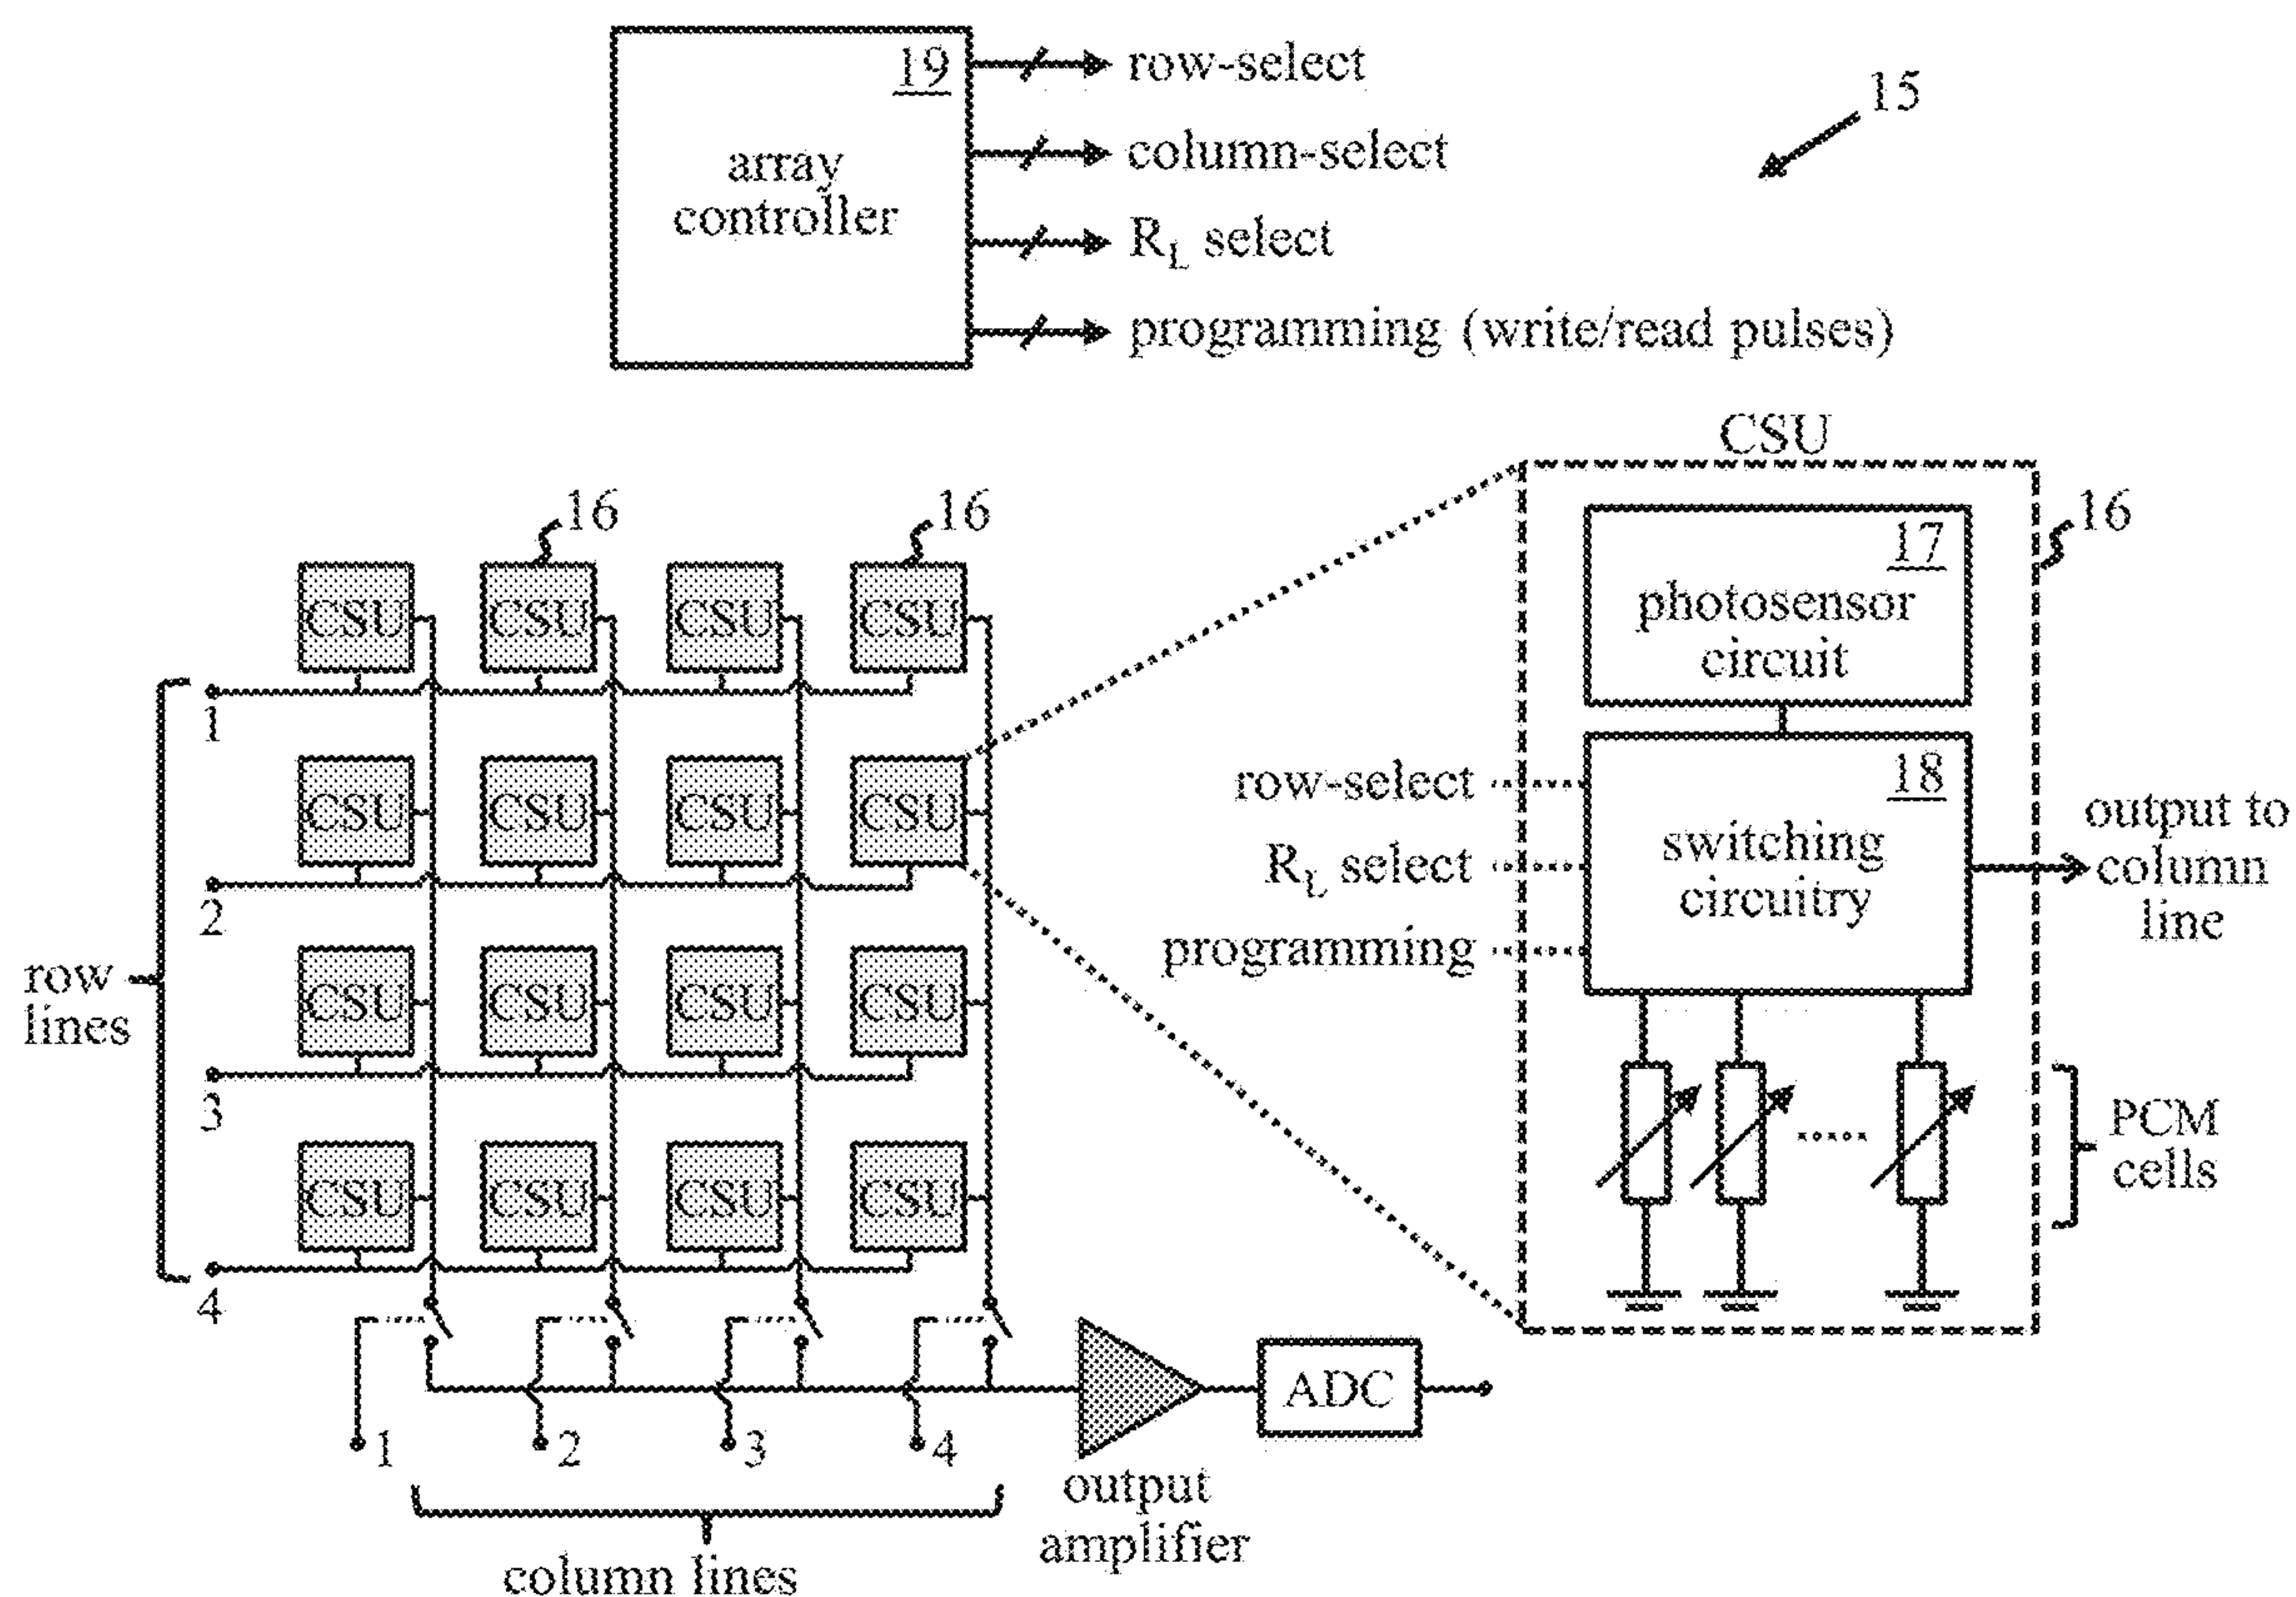 19
array
controller
row-select
column-select
R_L select
programming (write/read pulses)
15
16
16
CSU CSU CSU CSU
1
CSU CSU CSU CSU
2
CSU CSU CSU CSU
3
CSU CSU CSU CSU
4
row
lines
1 2 3 4
column lines
output
amplifier
ADC
CSU
16
17
photosensor
circuit
18
switching
circuitry
row-select
R_L select
programming
output to
column
line
PCM
cells